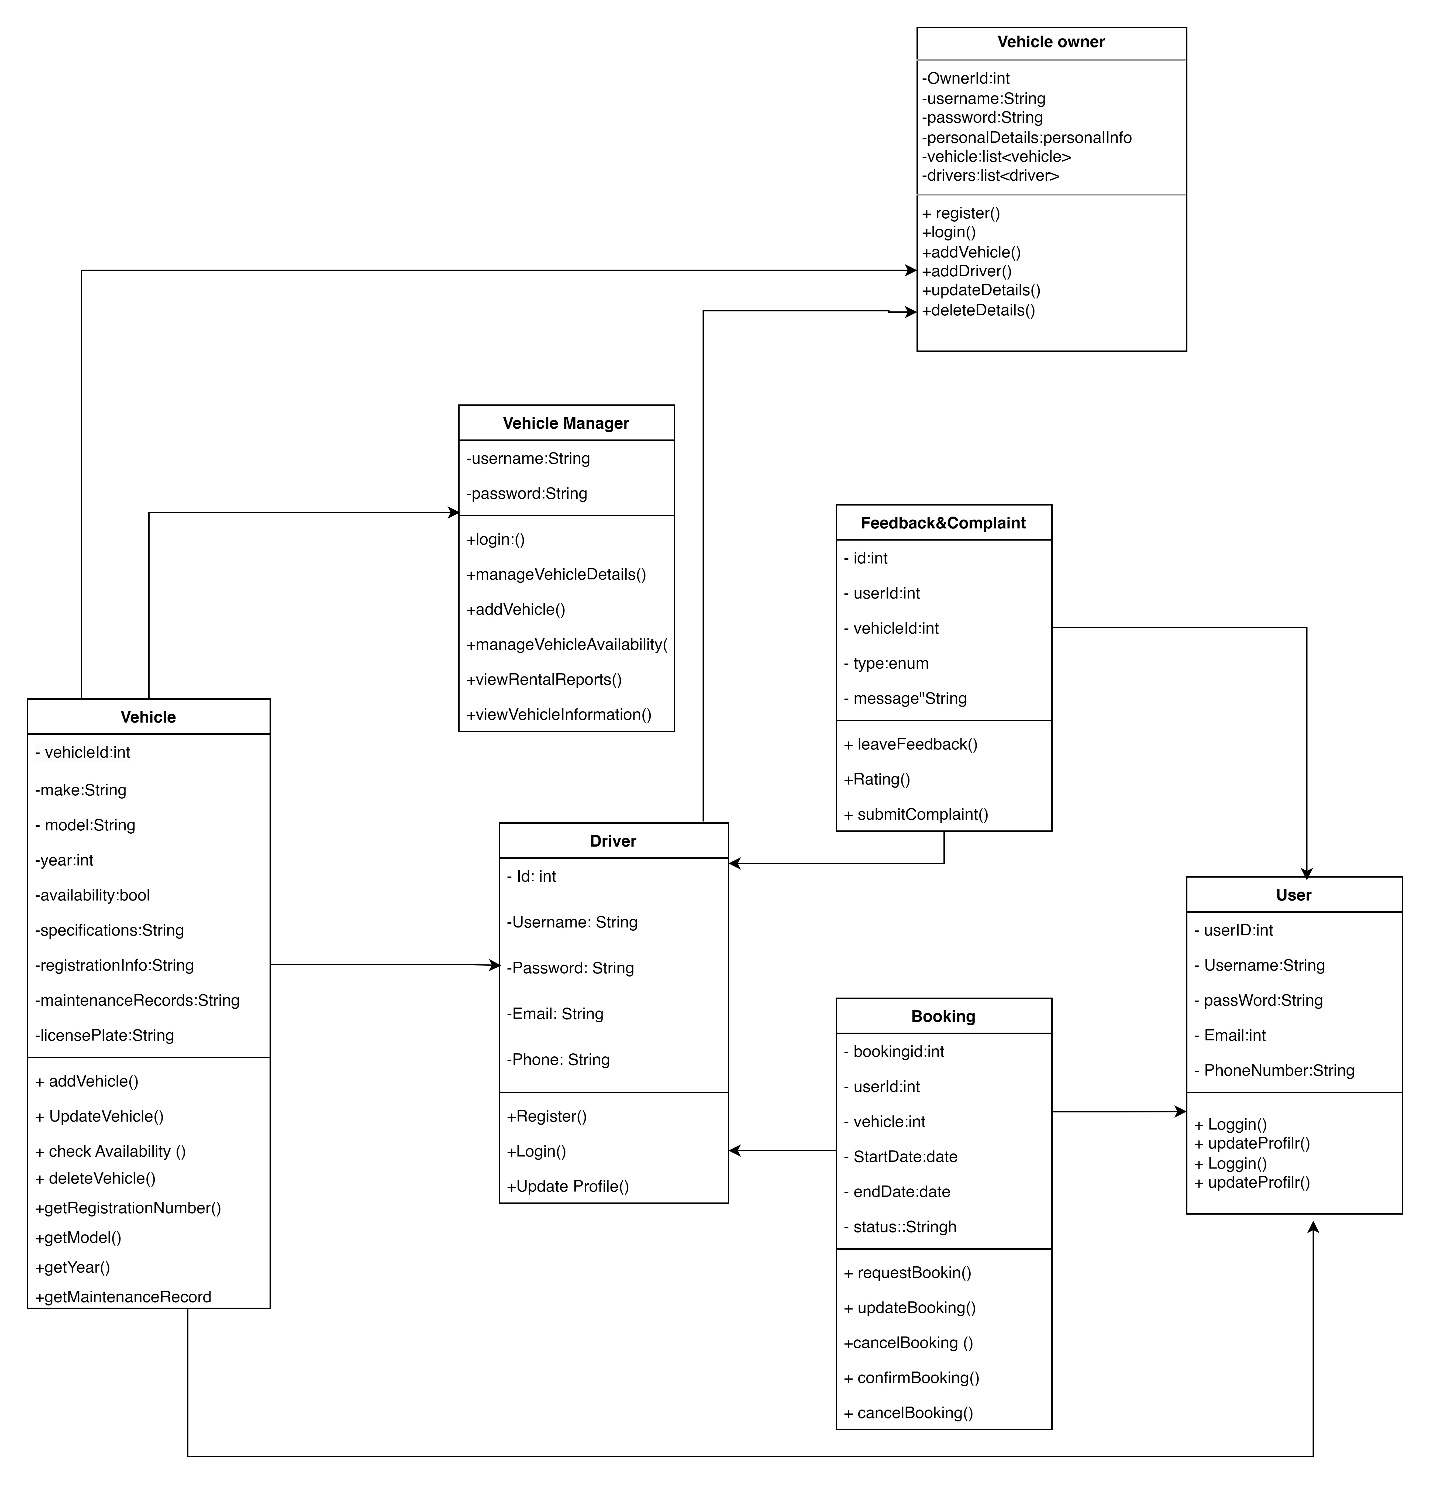 Vehicle owner
-OwnerId:int
-username:String
-password:String
-personalDetails:personalInfo
-vehicle:list<vehicle>
-drivers:list<driver>
+ register()
+login()
+addVehicle()
+addDriver()
+updateDetails()
+deleteDetails()
Vehicle Manager
-username:String
-password:String
+login:()
+manageVehicleDetails()
+addVehicle()
+manageVehicleAvailability(
+viewRentalReports()
+viewVehicleInformation()
Feedback&Complaint
- id:int
- userId:int
- vehicleId:int
- type:enum
- message"String
+ leaveFeedback()
+Rating()
+ submitComplaint()
Vehicle
- vehicleId:int
-make:String
- model:String
-year:int
-availability:bool
-specifications:String
-registrationInfo:String
-maintenanceRecords:String
-licensePlate:String
+ addVehicle()
+ UpdateVehicle()
+ check Availability ()
+ deleteVehicle()
+getRegistrationNumber()
+getModel()
+getYear()
+getMaintenanceRecord
Driver
- Id: int
-Username: String
-Password: String
-Email: String
-Phone: String
+Register()
+Login()
+Update Profile()
User
- userID:int
- Username:String
- passWord:String
- Email:int
- PhoneNumber:String
+ Loggin()
+ updateProfilr()
+ Loggin()
+ updateProfilr()
Booking
- bookingid:int
- userId:int
- vehicle:int
- StartDate:date
- endDate:date
- status::Stringh
+ requestBookin()
+ updateBooking()
+cancelBooking ()
+ confirmBooking()
+ cancelBooking()